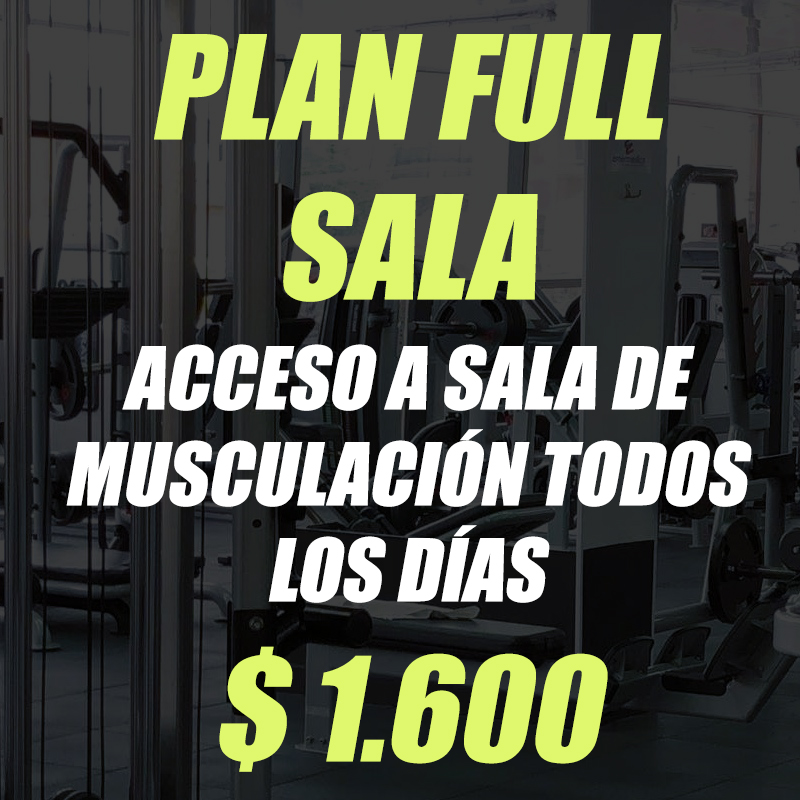 PLAN FULL
SALA
ACCESO A SALA DE
MUSCULACIÓN TODOS
LOS DÍAS
$ 1.600